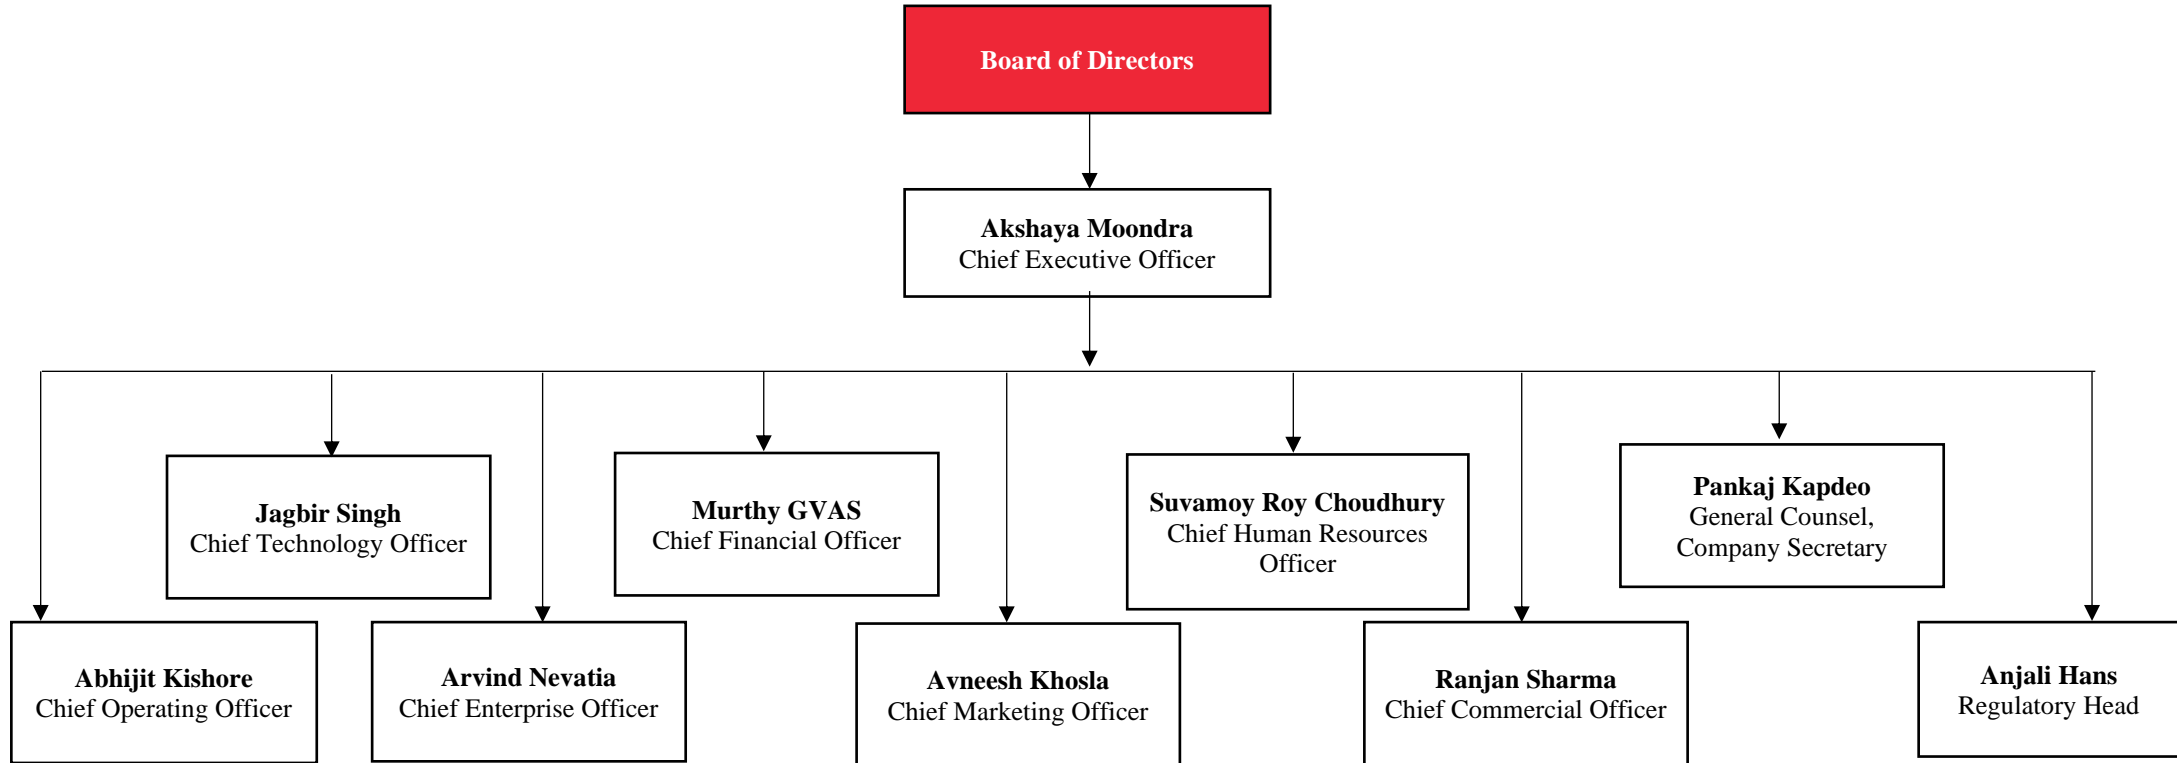 Board of Directors
Akshaya Moondra
Chief Executive Officer
Jagbir Singh
Chief Technology Officer
Murthy GVAS
Chief Financial Officer
Suvamoy Roy Choudhury
Chief Human Resources
Officer
Pankaj Kapdeo
General Counsel,
Company Secretary
Abhijit Kishore
Chief Operating Officer
Arvind Nevatia
Chief Enterprise Officer
Avneesh Khosla
Chief Marketing Officer
Ranjan Sharma
Chief Commercial Officer
Anjali Hans
Regulatory Head